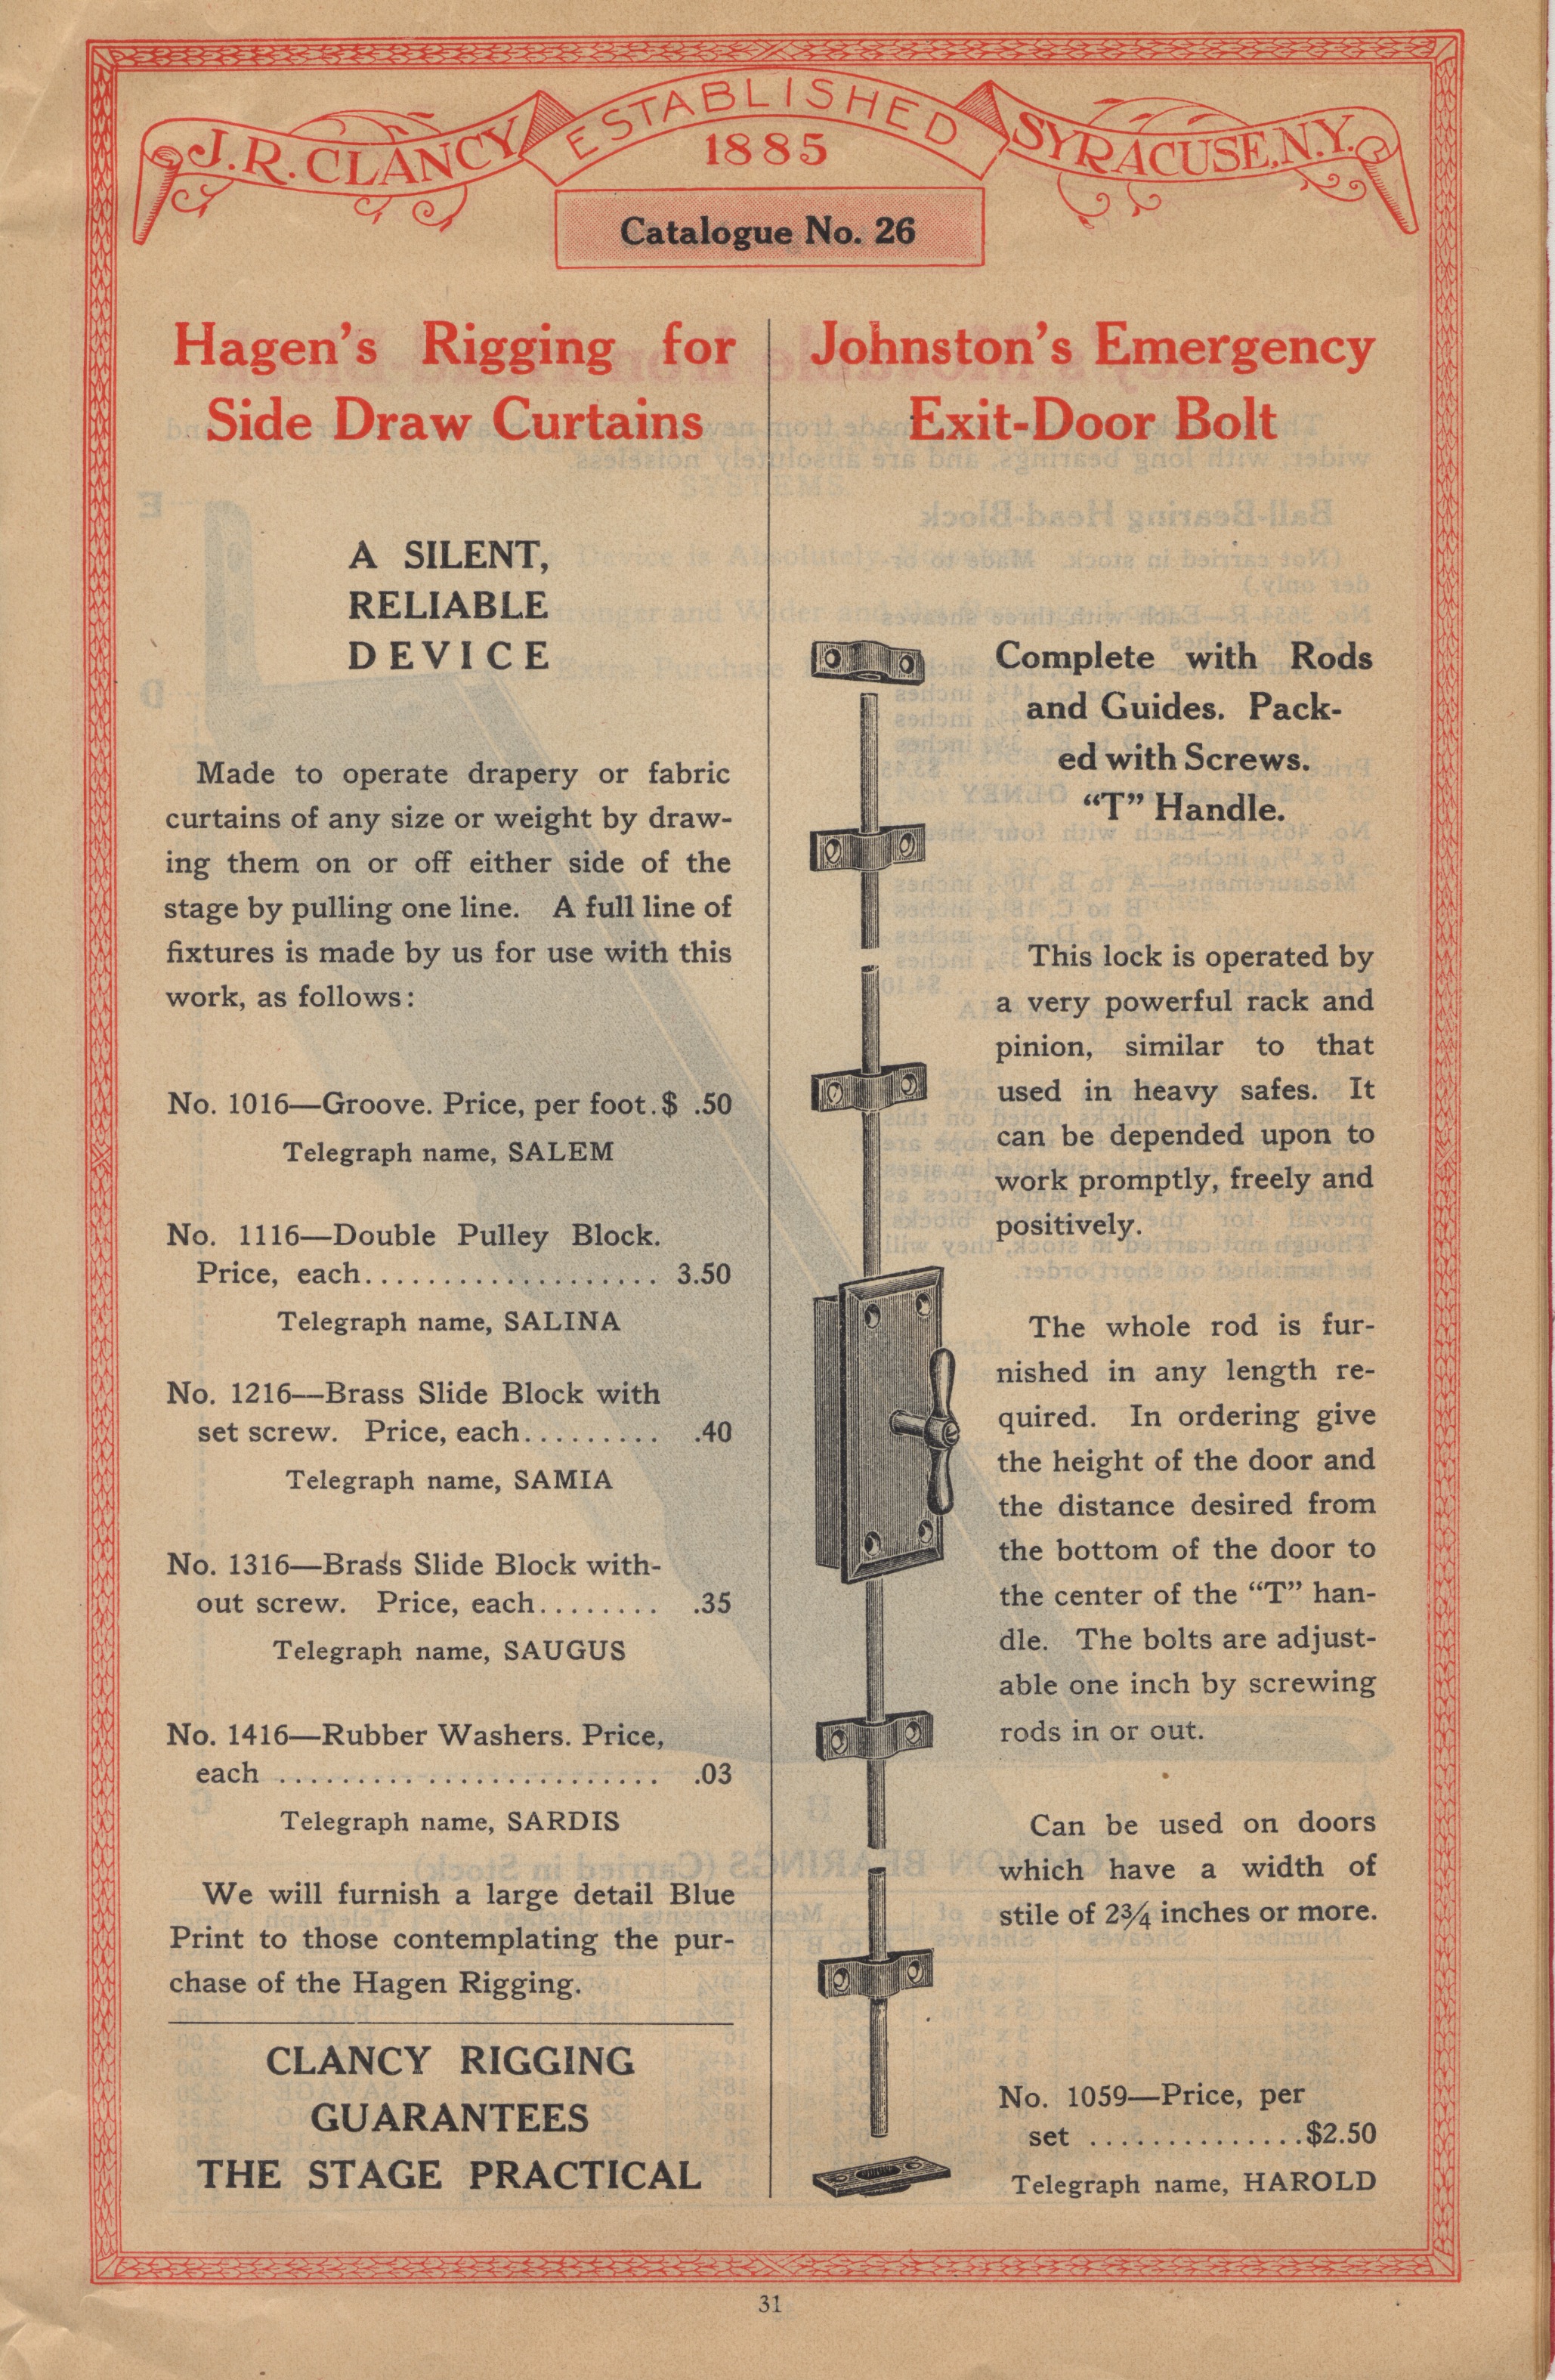 J. R. CLANCY
ESTABLISHED
1885
SYRACUSE, N.Y.
Catalogue No. 26
Hagen's Rigging for
Side Draw Curtains
A SILENT,
RELIABLE
DEVICE
Made to operate drapery or fabric
curtains of any size or weight by draw-
ing them on or off either side of the
stage by pulling one line. A full line of
fixtures is made by us for use with this
work, as follows:
No. 1016—Groove. Price, per foot. $ .50
Telegraph name, SALEM
No. 1116—Double Pulley Block.
Price, each................... 3.50
Telegraph name, SALINA
No. 1216—Brass Slide Block with
set screw. Price, each......... .40
Telegraph name, SAMIA
No. 1316—Brass Slide Block with-
out screw. Price, each........ .35
Telegraph name, SAUGUS
No. 1416—Rubber Washers. Price,
each ........................ .03
Telegraph name, SARDIS
We will furnish a large detail Blue
Print to those contemplating the pur-
chase of the Hagen Rigging.
CLANCY RIGGING
GUARANTEES
THE STAGE PRACTICAL
Johnston's Emergency
Exit-Door Bolt
Complete with Rods
and Guides. Pack-
ed with Screws.
“T” Handle.
This lock is operated by
a very powerful rack and
pinion, similar to that
used in heavy safes. It
can be depended upon to
work promptly, freely and
positively.
The whole rod is fur-
nished in any length re-
quired. In ordering give
the height of the door and
the distance desired from
the bottom of the door to
the center of the “T” han-
dle. The bolts are adjust-
able one inch by screwing
rods in or out.
Can be used on doors
which have a width of
stile of 2¾ inches or more.
No. 1059—Price, per
set ..............$2.50
Telegraph name, HAROLD
31